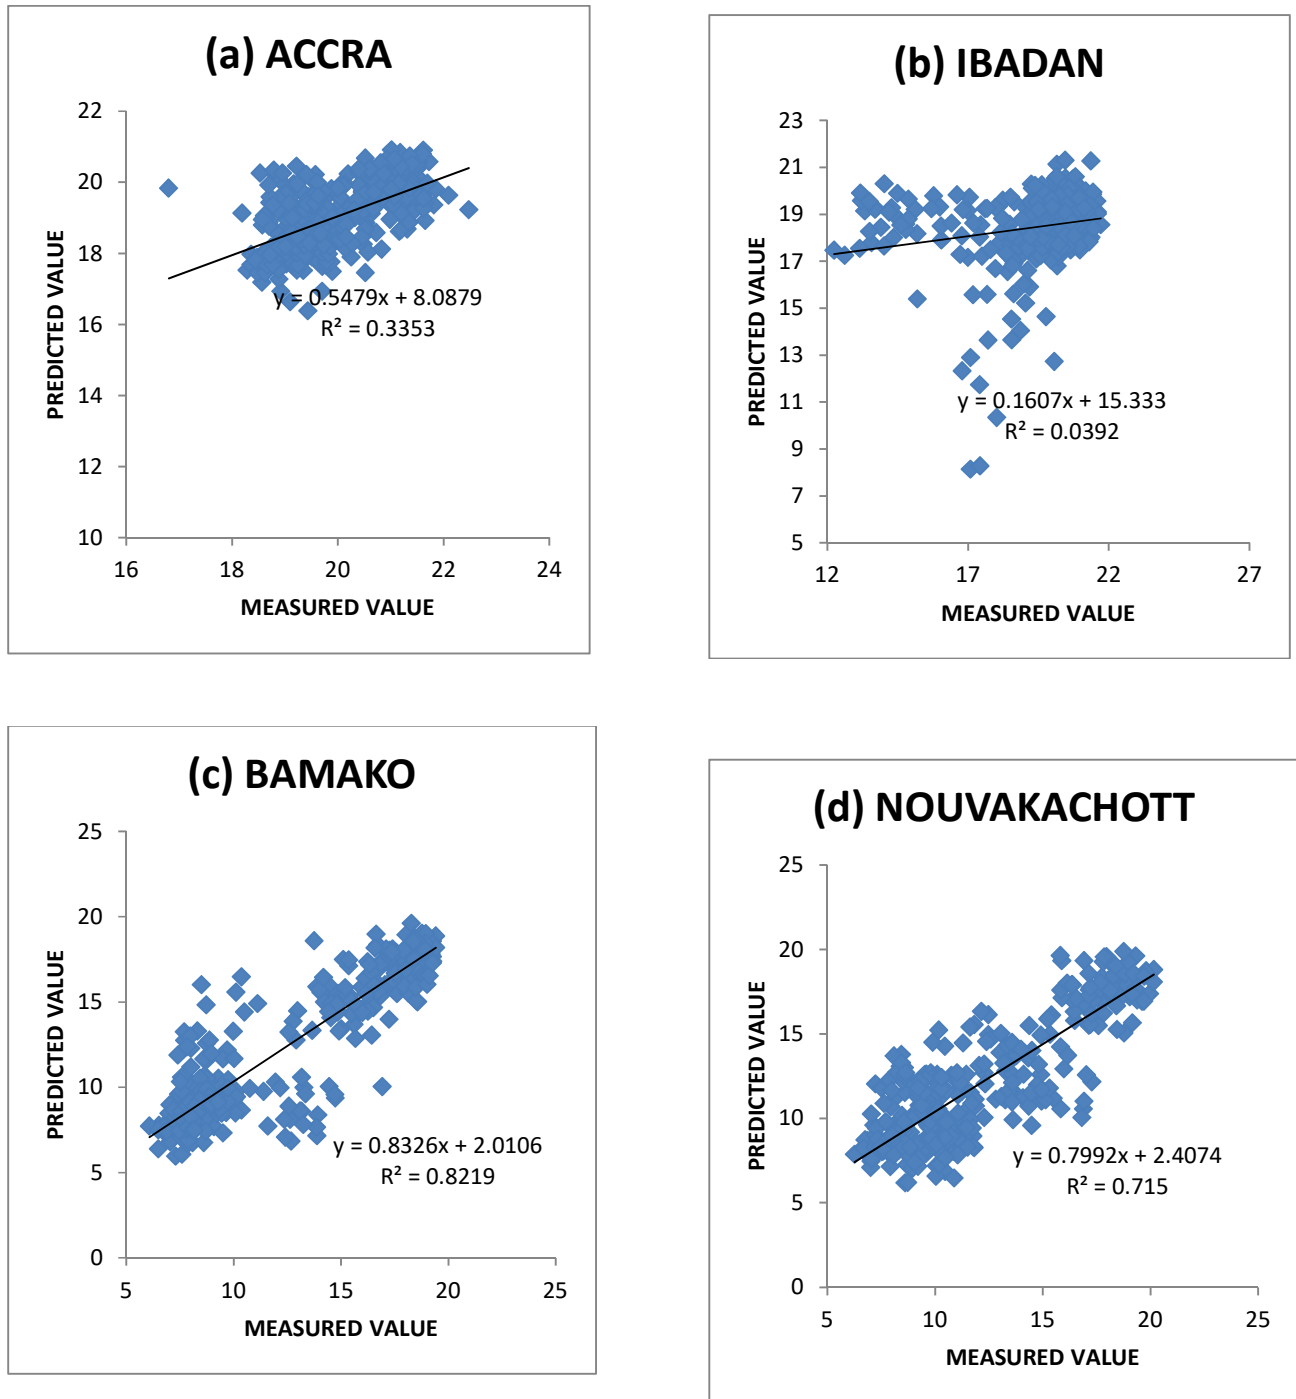 (a) ACCRA
22
20
18
16
14
12
10
PREDICTED VALUE
y = 0.5479x + 8.0879
R² = 0.3353
16 18 20 22 24
MEASURED VALUE
(b) IBADAN
23
21
19
17
15
13
11
9
7
5
PREDICTED VALUE
y = 0.1607x + 15.333
R² = 0.0392
12 17 22 27
MEASURED VALUE
(c) BAMAKO
25
20
15
10
5
0
PREDICTED VALUE
y = 0.8326x + 2.0106
R² = 0.8219
5 10 15 20 25
MEASURED VALUE
(d) NOUVAKACHOTT
25
20
15
10
5
0
PREDICTED VALUE
y = 0.7992x + 2.4074
R² = 0.715
5 10 15 20 25
MEASURED VALUE